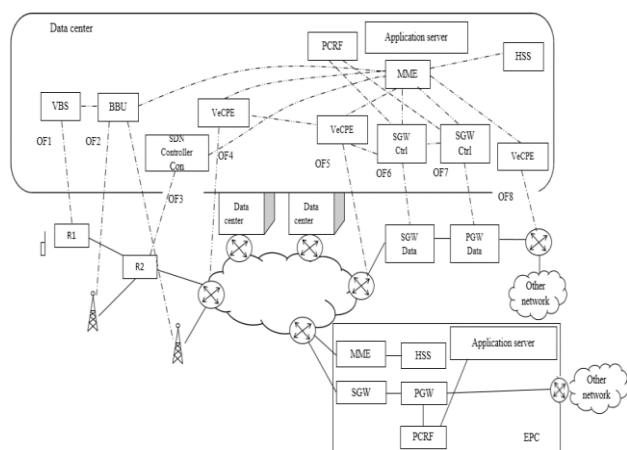 Data center
Application server
PCRF
HSS
MME
VBS
BBU
VeCPE
VeCPE
SGW
Ctrl
SGW
Ctrl
VeCPE
SDN
Controller
Con
OF1
OF2
OF3
OF4
OF5
OF6
OF7
OF8
Data
center
Data
center
R1
R2
SGW
Data
PGW
Data
Other
network
MME
HSS
Application server
SGW
PGW
PCRF
EPC
Other
network